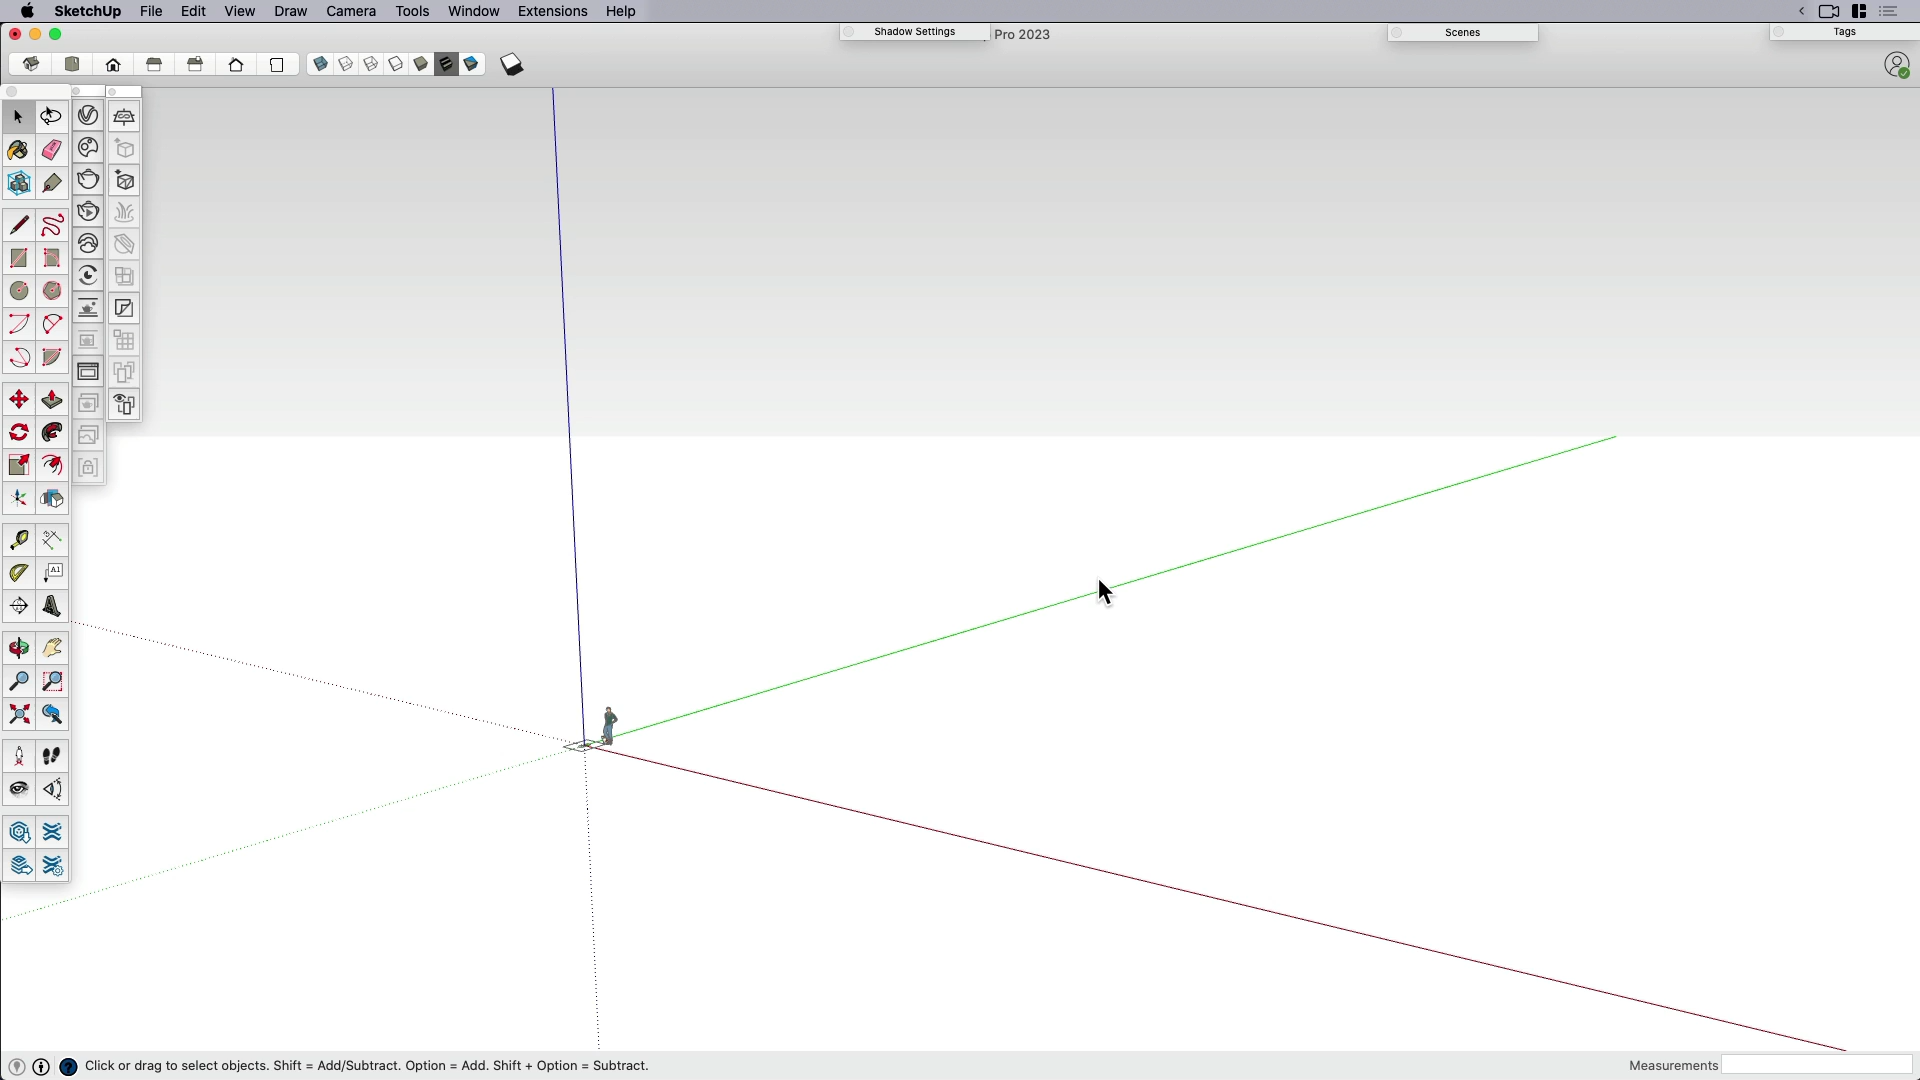 SketchUp File Edit View Draw Camera Tools Window Extensions Help
Shadow Settings
Pro 2023
Scenes
Tags
A1
Click or drag to select objects. Shift = Add/Subtract. Option = Add. Shift + Option = Subtract.
Measurements